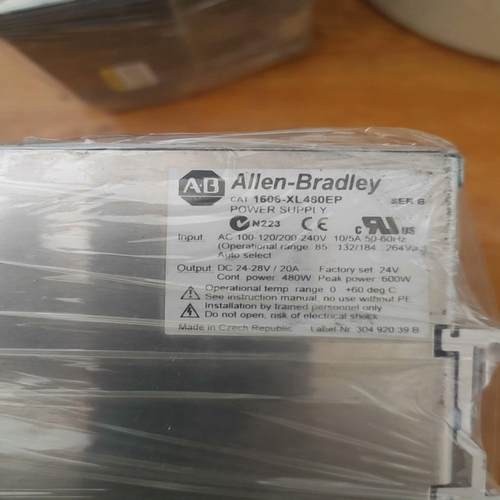 A-B Allen-Bradley
CAT 1606-XL480EP SER B
POWER SUPPLY
N223 CE c UL US
Input: AC 100-120/200-240V 10/5A 50-60Hz
(Operational range: 85 132/184 264Vac)
Auto select
Output: DC 24-28V / 20A Factory set: 24V
Cont. power: 480W Peak power: 600W
Operational temp. range: 0 +60 deg C
See instruction manual, no use without PE
Installation by trained personnel only
Do not open, risk of electrical shock
Made in Czech Republic Label Nr. 304 920 39 B